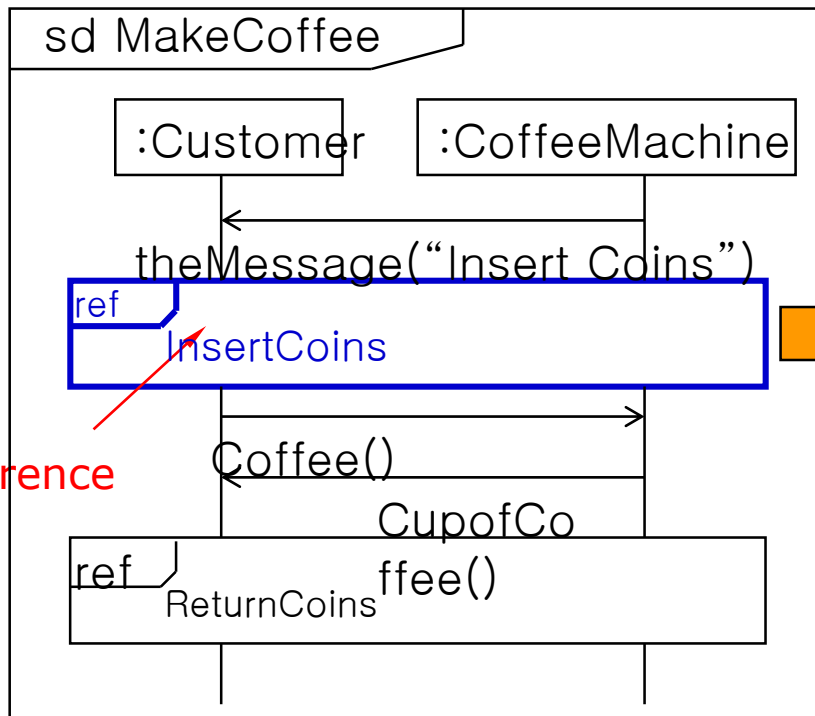 sd MakeCoffee
:Customer
:CoffeeMachine
theMessage(“Insert Coins”)
ref
InsertCoins
rence
Coffee()
CupofCo
ffee()
ref
ReturnCoins